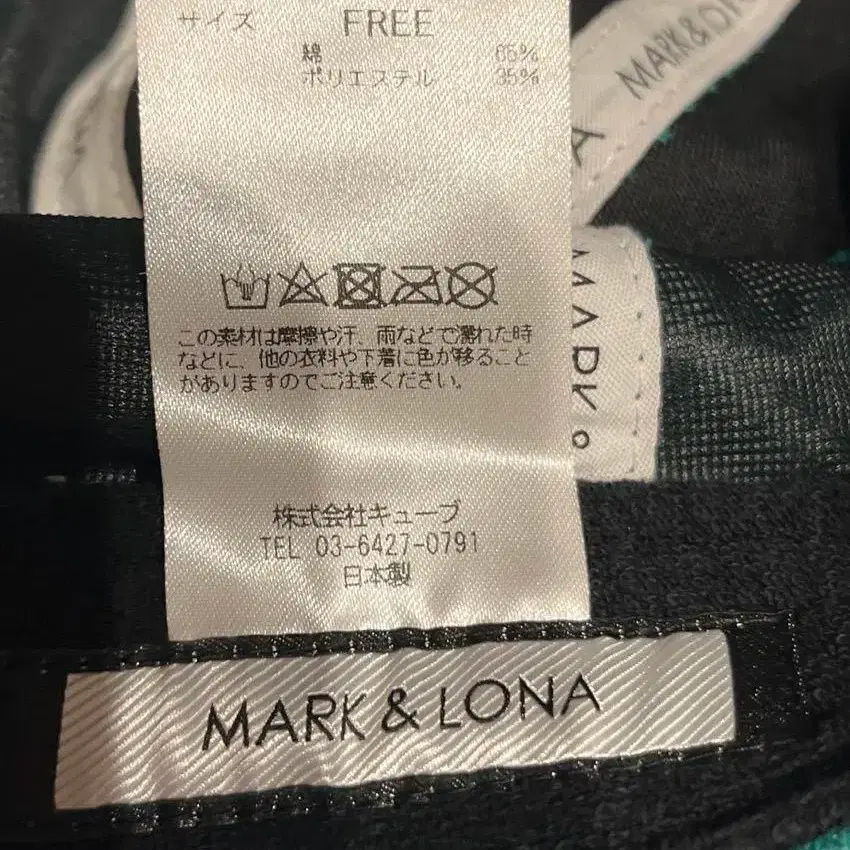 サイズ FREE
綿 65%
ポリエステル 35%
この素材は摩擦や汗、雨などで濡れた時
などに、他の衣料や下着に色が移ること
がありますのでご注意ください。
株式会社キューブ
TEL 03-6427-0791
日本製
MARK & LONA
MARK&
A
MARK&